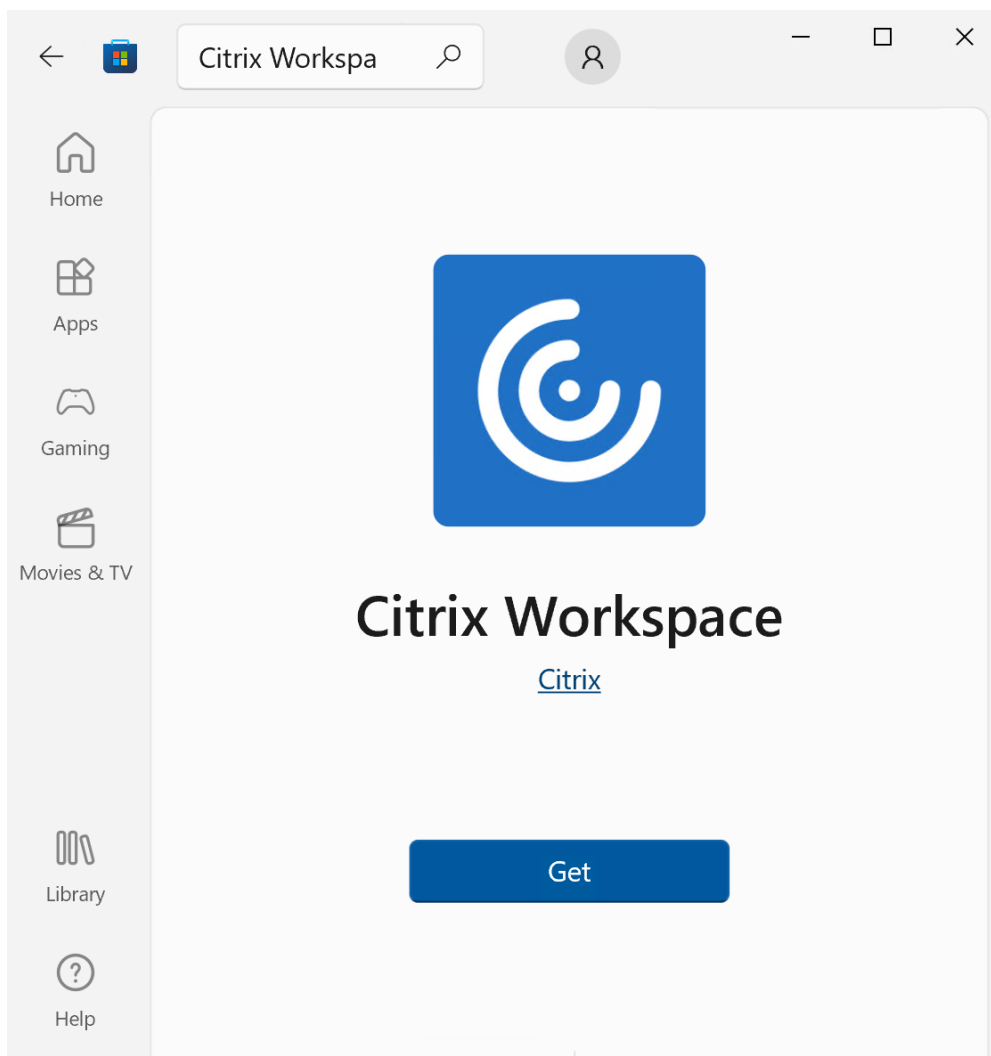 Citrix Workspa
Home
Apps
Gaming
Movies & TV
Citrix Workspace
Citrix
Get
Library
Help